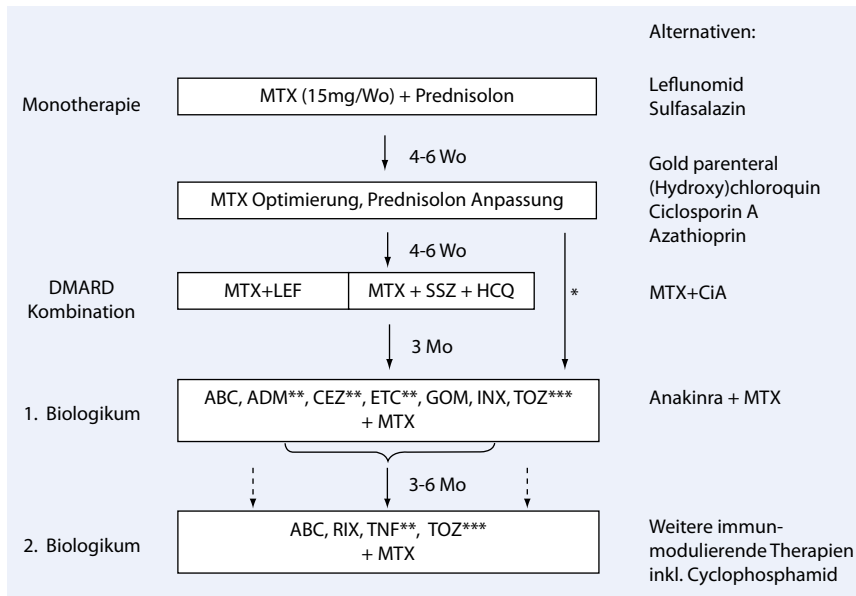 Alternativen:
Monotherapie
MTX (15mg/Wo) + Prednisolon
Leflunomid
Sulfasalazin
4-6 Wo
MTX Optimierung, Prednisolon Anpassung
Gold parenteral
(Hydroxy)chloroquin
Ciclosporin A
Azathioprin
4-6 Wo
DMARD
Kombination
MTX+LEF
MTX + SSZ + HCQ
*
MTX+CiA
3 Mo
1. Biologikum
ABC, ADM**, CEZ**, ETC**, GOM, INX, TOZ***
+ MTX
Anakinra + MTX
3-6 Mo
2. Biologikum
ABC, RIX, TNF**, TOZ***
+ MTX
Weitere immun-
modulierende Therapien
inkl. Cyclophosphamid